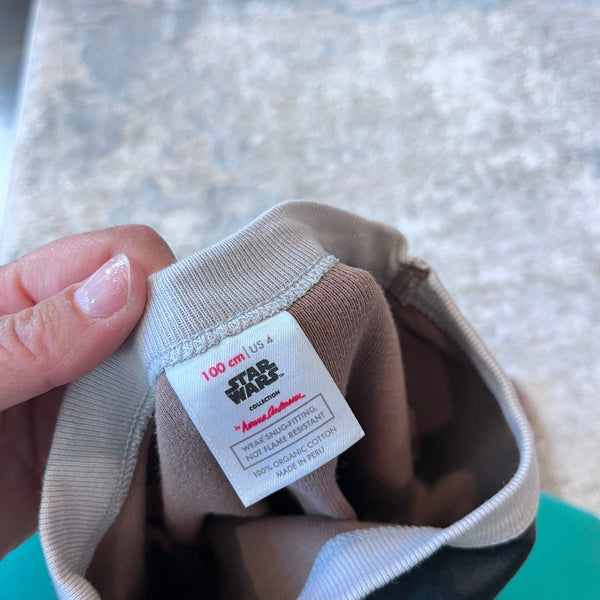 100 cm | US 4
STAR
WARS™
COLLECTION
by Hanna Andersson
WEAR SNUG-FITTING,
NOT FLAME RESISTANT
100% ORGANIC COTTON
MADE IN PERU